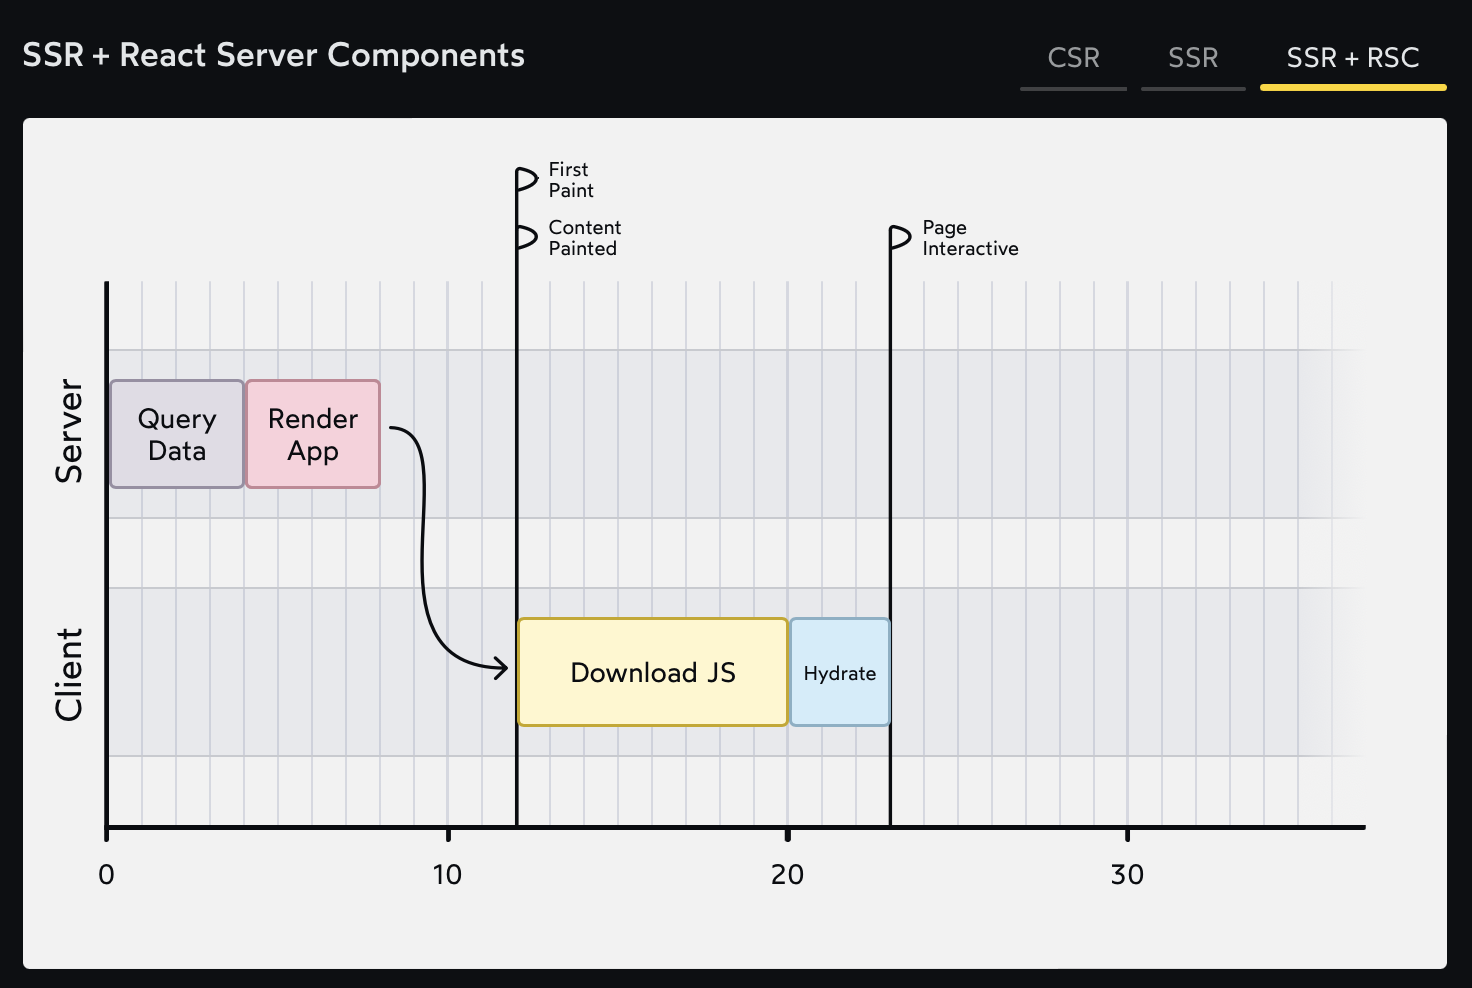 SSR + React Server Components
CSR
SSR
SSR + RSC
First
Paint
Content
Painted
Page
Interactive
Server
Query
Data
Render
App
Client
Download JS
Hydrate
0
10
20
30